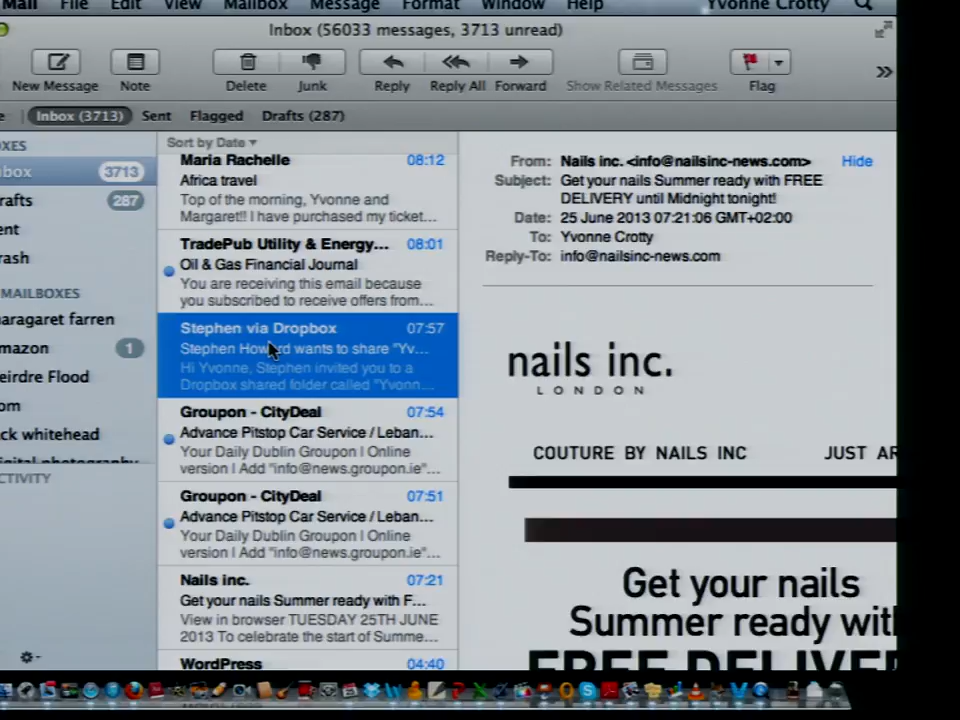 Mail File Edit View Mailbox Message Format Window Help Yvonne Crotty
Inbox (56033 messages, 3713 unread)
New Message Note Delete Junk Reply Reply All Forward Show Related Messages Flag
Inbox (3713) Sent Flagged Drafts (287)
Sort by Date
3713
287
MAILBOXES
1
eirdre Flood
ck whitehead
Maria Rachelle 08:12
Africa travel
Top of the morning, Yvonne and
Margaret!! I have purchased my ticket...
TradePub Utility & Energy... 08:01
Oil & Gas Financial Journal
You are receiving this email because
you subscribed to receive offers from...
Stephen via Dropbox 07:57
Stephen Howard wants to share "Yv...
Hi Yvonne, Stephen invited you to a
Dropbox shared folder called "Yvonn...
Groupon - CityDeal 07:54
Advance Pitstop Car Service / Leban...
Your Daily Dublin Groupon | Online
version | Add "info@news.groupon.ie"...
Groupon - CityDeal 07:51
Advance Pitstop Car Service / Leban...
Your Daily Dublin Groupon | Online
version | Add "info@news.groupon.ie"...
Nails inc. 07:21
Get your nails Summer ready with F...
View in browser TUESDAY 25TH JUNE
2013 To celebrate the start of Summe...
WordPress 04:40
From: Nails inc. <info@nailsinc-news.com> Hide
Subject: Get your nails Summer ready with FREE
DELIVERY until Midnight tonight!
Date: 25 June 2013 07:21:06 GMT+02:00
To: Yvonne Crotty
Reply-To: info@nailsinc-news.com
nails inc.
LONDON
COUTURE BY NAILS INC JUST AR
Get your nails
Summer ready with
FREE DELIVER